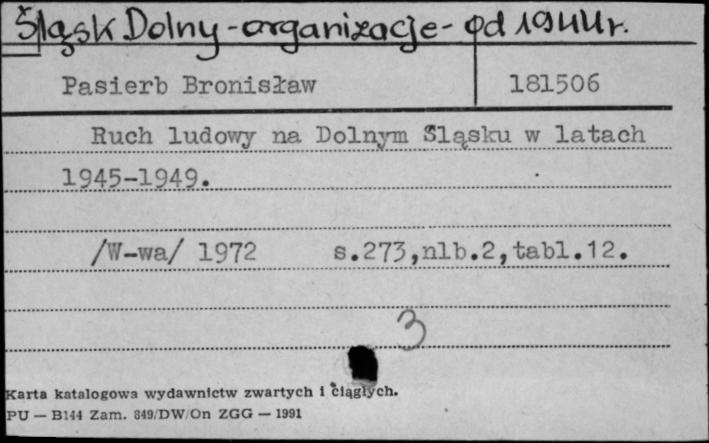 Śląsk Dolny - organizacje - od 1944r.
Pasierb Bronisław 181506
Ruch ludowy na Dolnym Śląsku w latach
1945-1949.
/W-wa/ 1972 s.273,nlb.2,tabl.12.
3
Karta katalogowa wydawnictw zwartych i ciągłych.
PU — B144 Zam. 849/DW/On ZGG — 1991